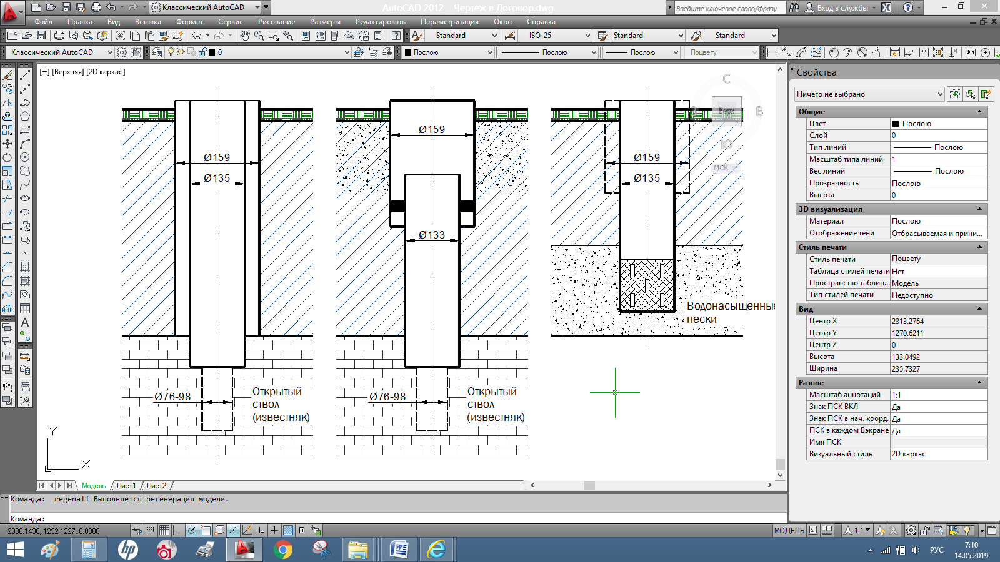 Классический AutoCAD
AutoCAD 2012 Чертеж в Договор.dwg
Введите ключевое слово/фразу
Вход в службы
Файл Правка Вид Вставка Формат Сервис Рисование Размеры Редактировать Параметризация Окно Справка
Standard ISO-25 Standard Standard
Классический AutoCAD 0 Послою Послою Послою Поцвету
[−] [Верхняя] [2D каркас]
С
Верх
В
Ю
МСК
Ø159
Ø135
Ø76-98
Открытый
ствол
(известняк)
Ø159
Ø133
Ø76-98
Открытый
ствол
(известняк)
Ø159
Ø135
Водонасыщенные
пески
Y
X
Модель Лист1 Лист2
Команда: _regenall Выполняется регенерация модели.
Команда:
2380.1438, 1232.1227, 0.0000
МОДЕЛЬ
1:1
Свойства
Ничего не выбрано
Общие
Цвет Послою
Слой 0
Тип линий Послою
Масштаб типа линий 1
Вес линий Послою
Прозрачность Послою
Высота 0
3D визуализация
Материал Послою
Отображение тени Отбрасываемая и прини...
Стиль печати
Стиль печати Поцвету
Таблица стилей печати Нет
Пространство таблиц... Модель
Тип стилей печати Недоступно
Вид
Центр X 2313.2764
Центр Y 1270.6211
Центр Z 0
Высота 133.0492
Ширина 235.7327
Разное
Масштаб аннотаций 1:1
Знак ПСК ВКЛ Да
Знак ПСК в нач. коорд. Да
ПСК в каждом Вэкране Да
Имя ПСК
Визуальный стиль 2D каркас
РУС
7:10
14.05.2019